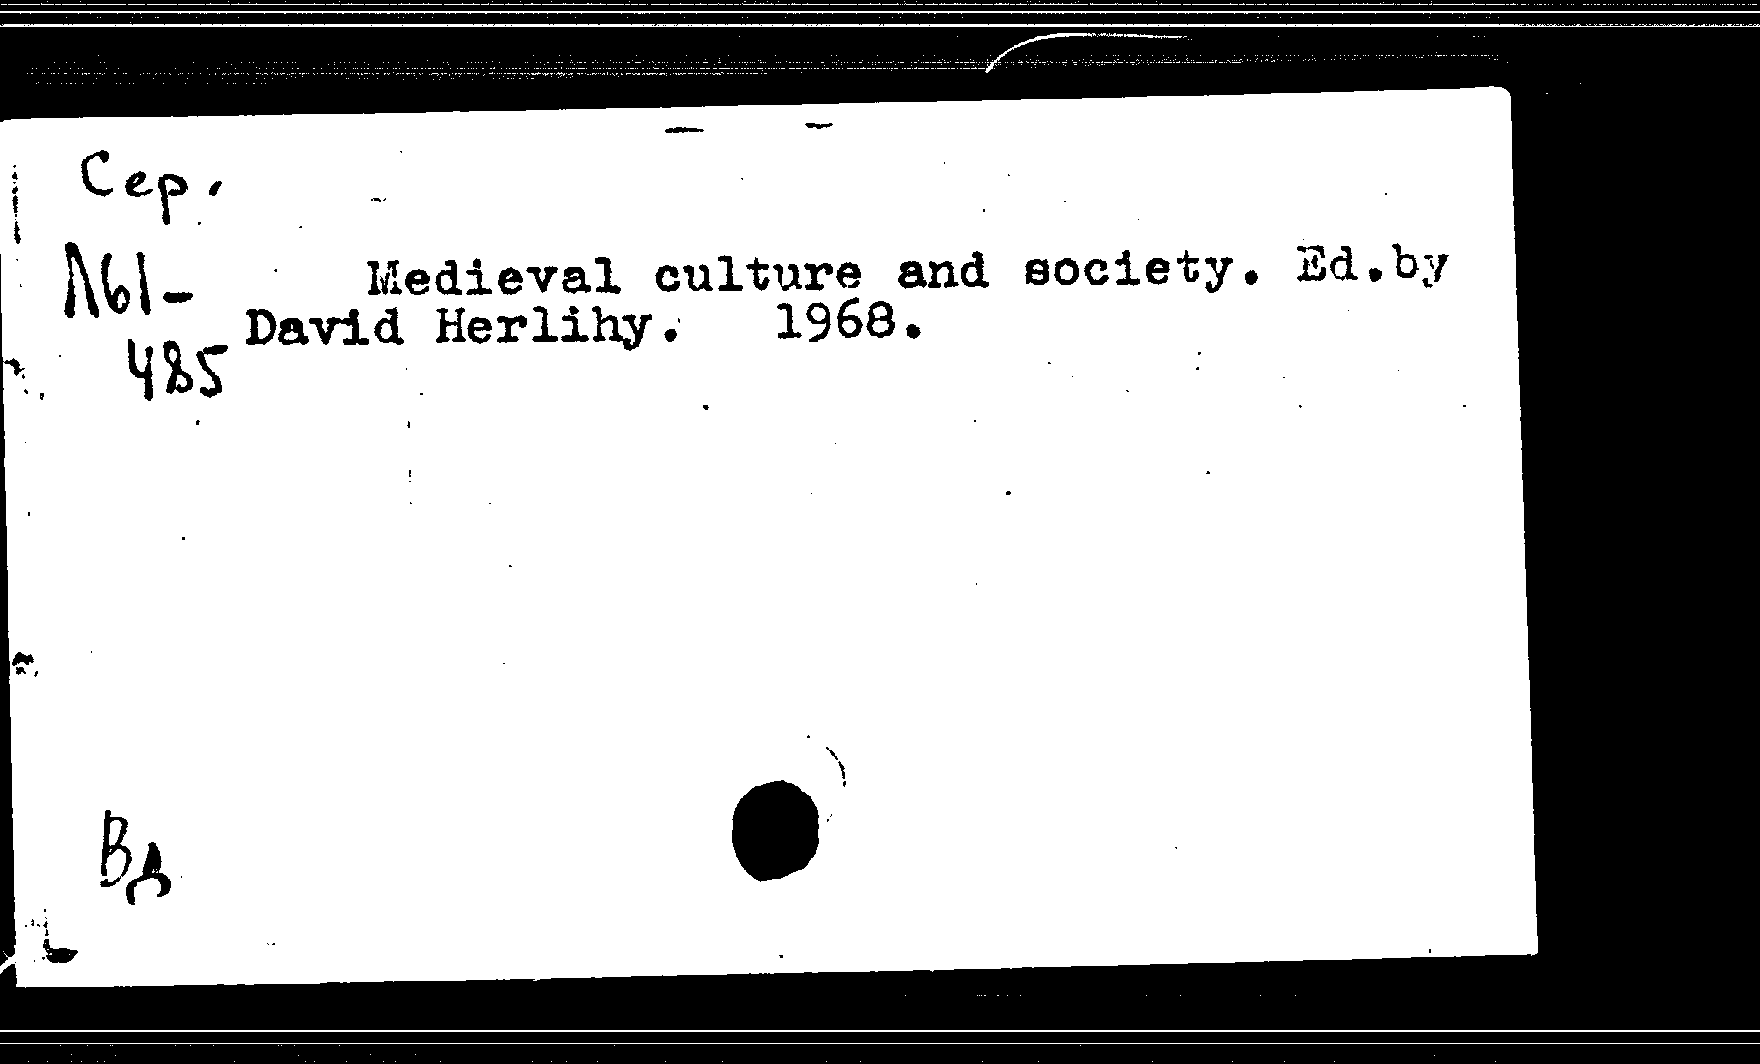 Сер.
Л61-
485
Medieval culture and society. Ed.by
David Herlihy. 1968.
Вд